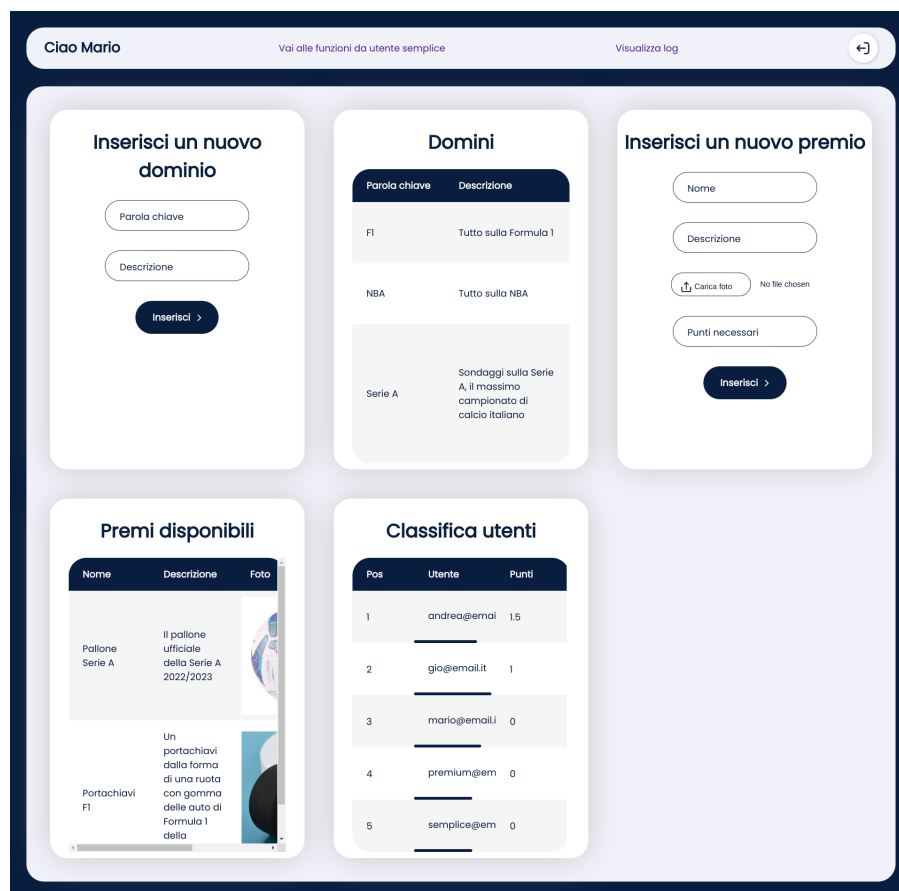 Ciao Mario
Vai alle funzioni da utente semplice
Visualizza log
Inserisci un nuovo
dominio
Parola chiave
Descrizione
Inserisci
Domini
Parola chiave Descrizione
F1 Tutto sulla Formula 1
NBA Tutto sulla NBA
Serie A
Sondaggi sulla Serie
A, il massimo
campionato di
calcio italiano
Inserisci un nuovo premio
Nome
Descrizione
Carica foto No file chosen
Punti necessari
Inserisci
Premi disponibili
Nome Descrizione Foto
Pallone
Serie A
Il pallone
ufficiale
della Serie A
2022/2023
Portachiavi
F1
Un
portachiavi
dalla forma
di una ruota
con gomma
delle auto di
Formula 1
della
Classifica utenti
Pos Utente Punti
1 andrea@emai 1.5
2 gio@email.it 1
3 mario@email.i 0
4 premium@em 0
5 semplice@em 0